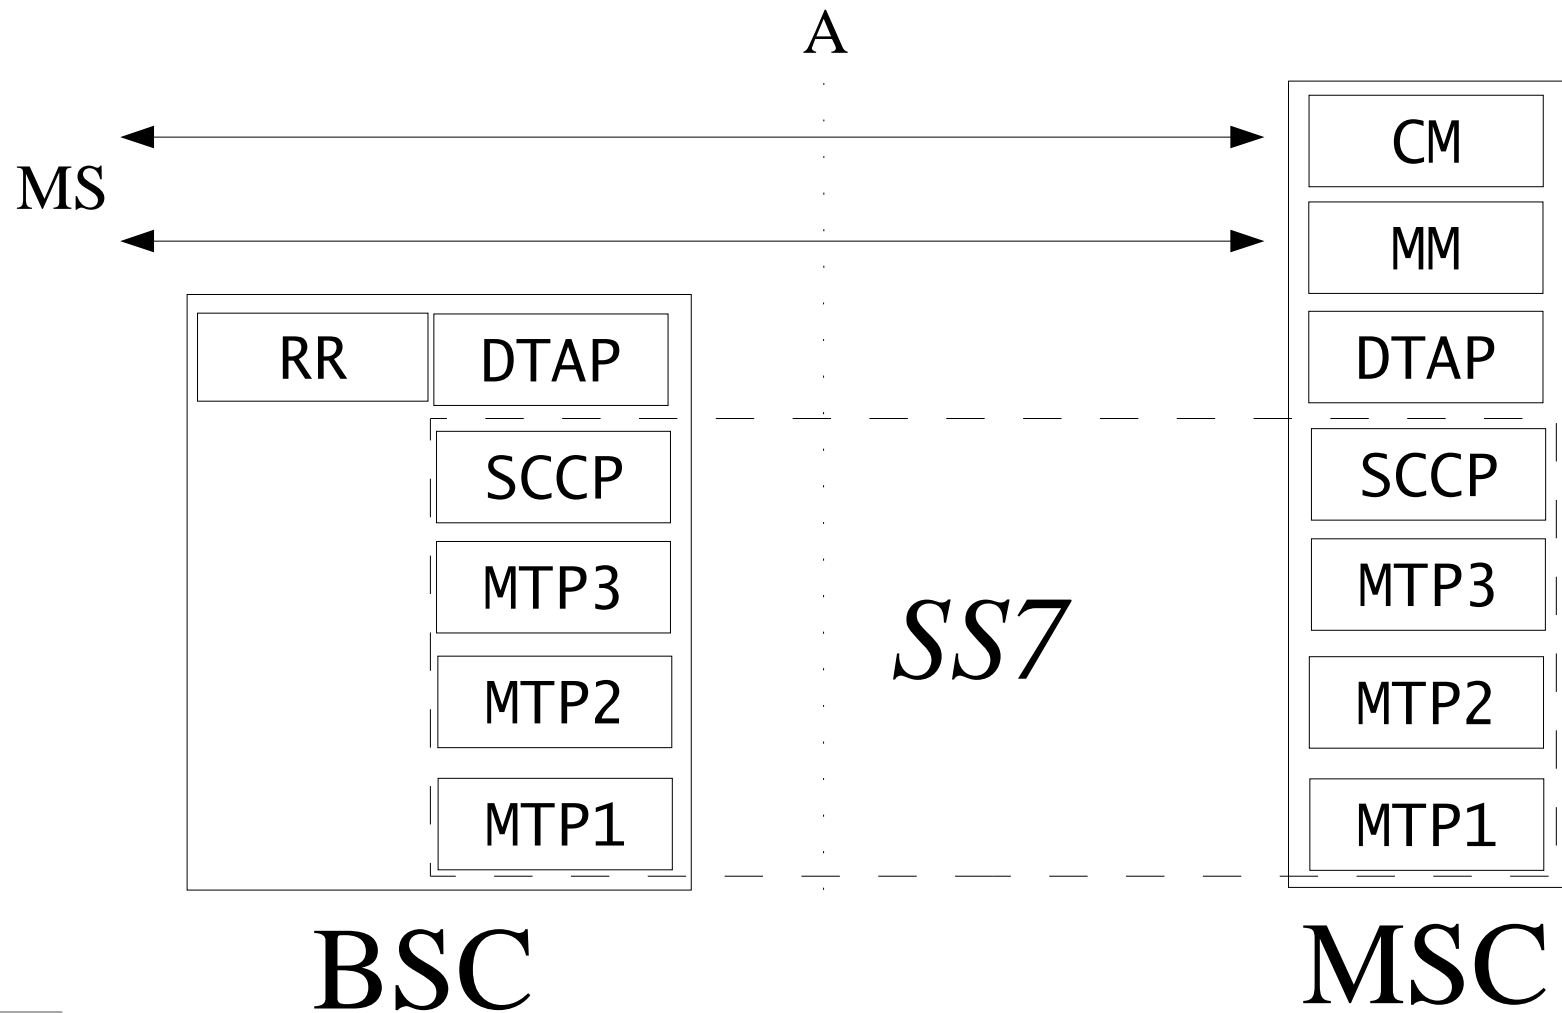 A
CM
MS
MM
RR DTAP
DTAP
SCCP
SCCP
MTP3
MTP3
SS7
MTP2
MTP2
MTP1
MTP1
BSC
MSC